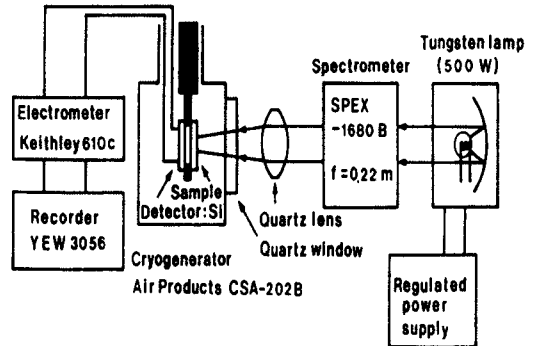 Tungsten lamp
(500 W)
Spectrometer
SPEX
-1680 B
f = 0,22 m
Electrometer
Keithley 610c
Recorder
YEW 3056
Sample
Detector: Si
Quartz lens
Quartz window
Cryogenerator
Air Products CSA-202B
Regulated
power
supply